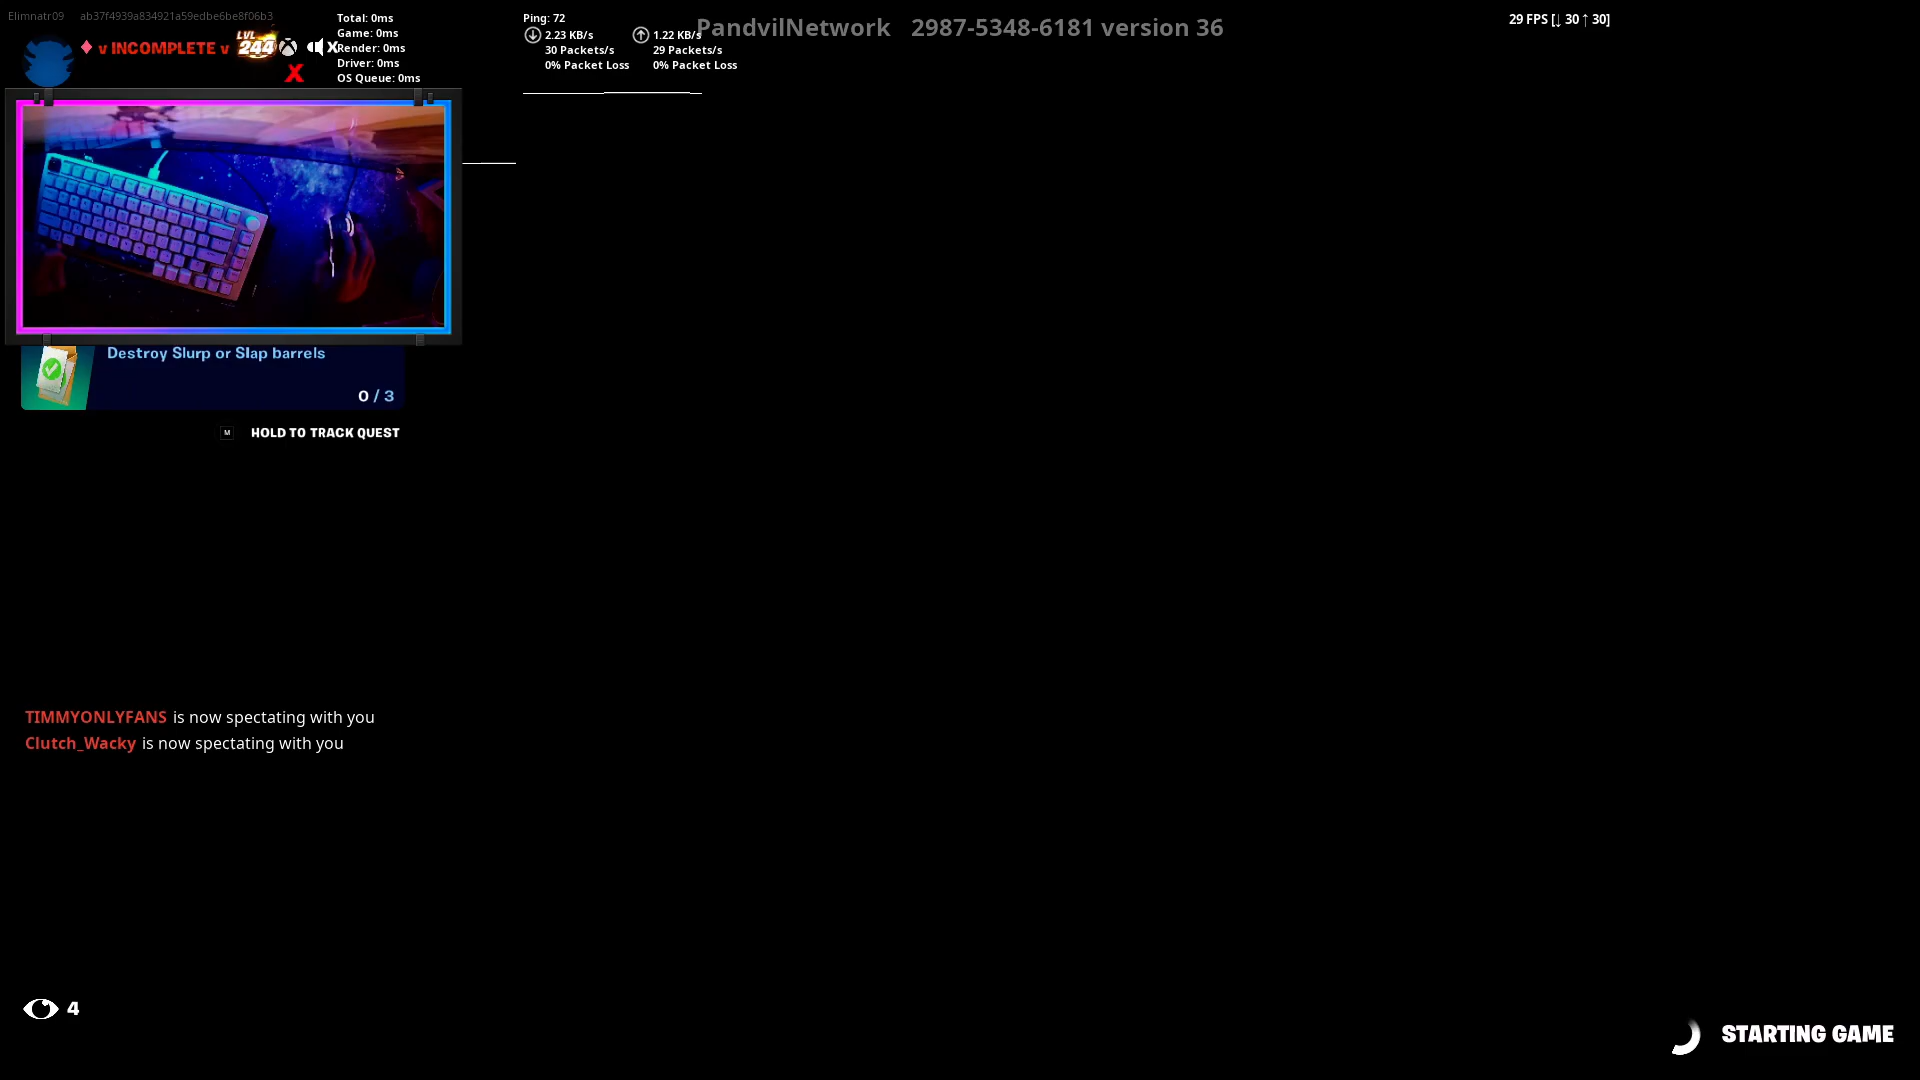 Elimnatr09 ab37f4939a834921a59edbe6be8f06b3
v INCOMPLETE v LVL 244
X
Total: 0ms
Game: 0ms
Render: 0ms
Driver: 0ms
OS Queue: 0ms
Ping: 72
2.23 KB/s 1.22 KB/s
30 Packets/s 29 Packets/s
0% Packet Loss 0% Packet Loss
PandvilNetwork 2987-5348-6181 version 36
29 FPS [↓ 30 ↑ 30]
Destroy Slurp or Slap barrels
0 / 3
M HOLD TO TRACK QUEST
TIMMYONLYFANS is now spectating with you
Clutch_Wacky is now spectating with you
4
STARTING GAME